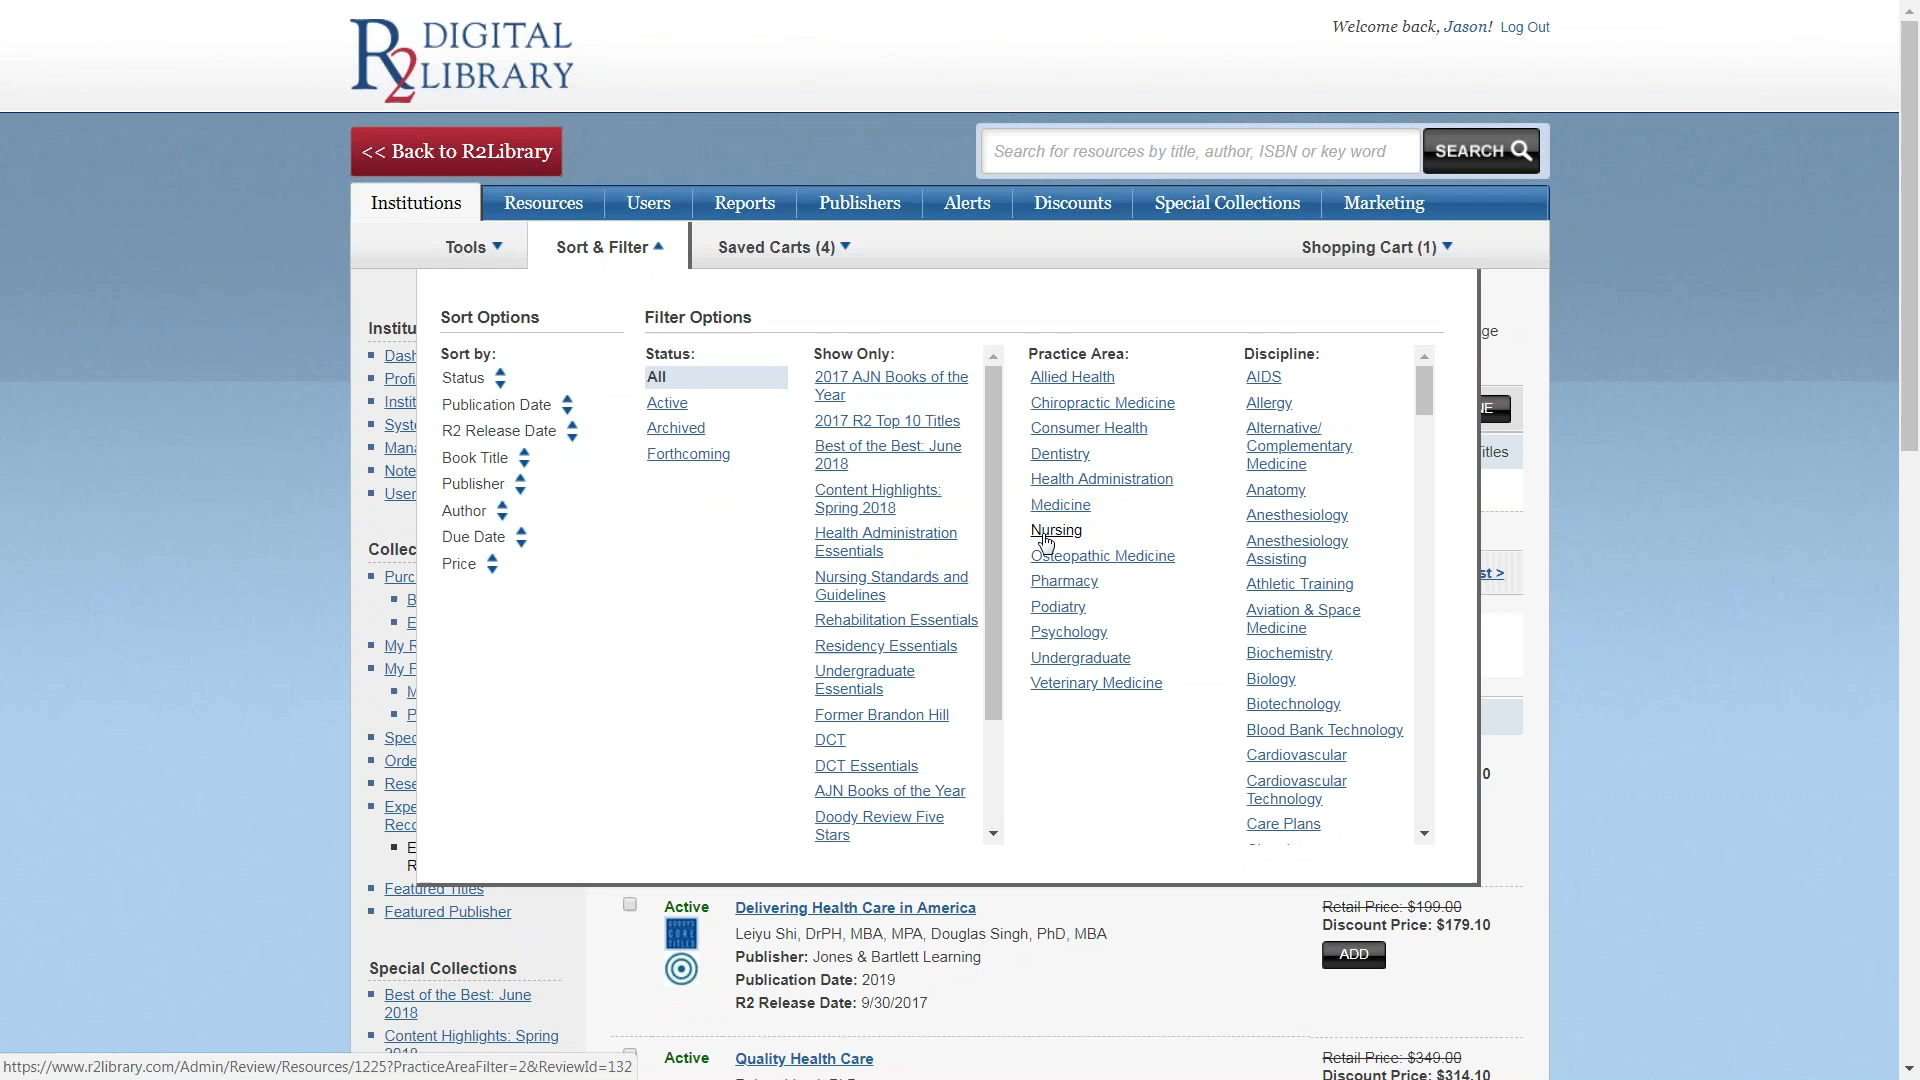 R2 DIGITAL LIBRARY
Welcome back, Jason! Log Out
<< Back to R2Library
Search for resources by title, author, ISBN or key word
SEARCH
Institutions Resources Users Reports Publishers Alerts Discounts Special Collections Marketing
Tools Sort & Filter Saved Carts (4) Shopping Cart (1)
Sort Options
Sort by:
Status
Publication Date
R2 Release Date
Book Title
Publisher
Author
Due Date
Price
Filter Options
Status:
All
Active
Archived
Forthcoming
Show Only:
2017 AJN Books of the
Year
2017 R2 Top 10 Titles
Best of the Best: June
2018
Content Highlights:
Spring 2018
Health Administration
Essentials
Nursing Standards and
Guidelines
Rehabilitation Essentials
Residency Essentials
Undergraduate
Essentials
Former Brandon Hill
DCT
DCT Essentials
AJN Books of the Year
Doody Review Five
Stars
Practice Area:
Allied Health
Chiropractic Medicine
Consumer Health
Dentistry
Health Administration
Medicine
Nursing
Osteopathic Medicine
Pharmacy
Podiatry
Psychology
Undergraduate
Veterinary Medicine
Discipline:
AIDS
Allergy
Alternative/
Complementary
Medicine
Anatomy
Anesthesiology
Anesthesiology
Assisting
Athletic Training
Aviation & Space
Medicine
Biochemistry
Biology
Biotechnology
Blood Bank Technology
Cardiovascular
Cardiovascular
Technology
Care Plans
Featured Titles
Featured Publisher
Special Collections
Best of the Best: June
2018
Content Highlights: Spring
Active
DOODY'S CORE TITLES
Delivering Health Care in America
Leiyu Shi, DrPH, MBA, MPA, Douglas Singh, PhD, MBA
Publisher: Jones & Bartlett Learning
Publication Date: 2019
R2 Release Date: 9/30/2017
Retail Price: $199.00
Discount Price: $179.10
ADD
Active
Quality Health Care
Retail Price: $349.00
Discount Price: $314.10
https://www.r2library.com/Admin/Review/Resources/1225?PracticeAreaFilter=2&ReviewId=132